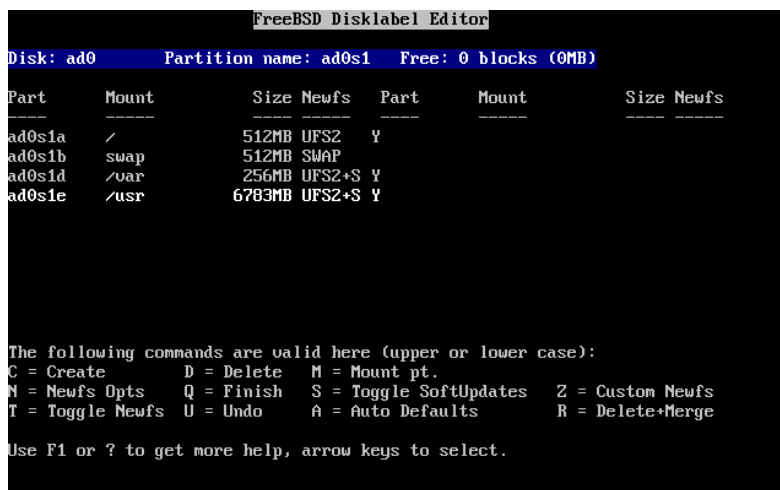 FreeBSD Disklabel Editor
Disk: ad0 Partition name: ad0s1 Free: 0 blocks (0MB)
Part Mount Size Newfs Part Mount Size Newfs
---- ----- ---- ----- ---- ----- ---- -----
ad0s1a / 512MB UFS2 Y
ad0s1b swap 512MB SWAP
ad0s1d /var 256MB UFS2+S Y
ad0s1e /usr 6783MB UFS2+S Y
The following commands are valid here (upper or lower case):
C = Create D = Delete M = Mount pt.
N = Newfs Opts Q = Finish S = Toggle SoftUpdates Z = Custom Newfs
T = Toggle Newfs U = Undo A = Auto Defaults R = Delete+Merge
Use F1 or ? to get more help, arrow keys to select.